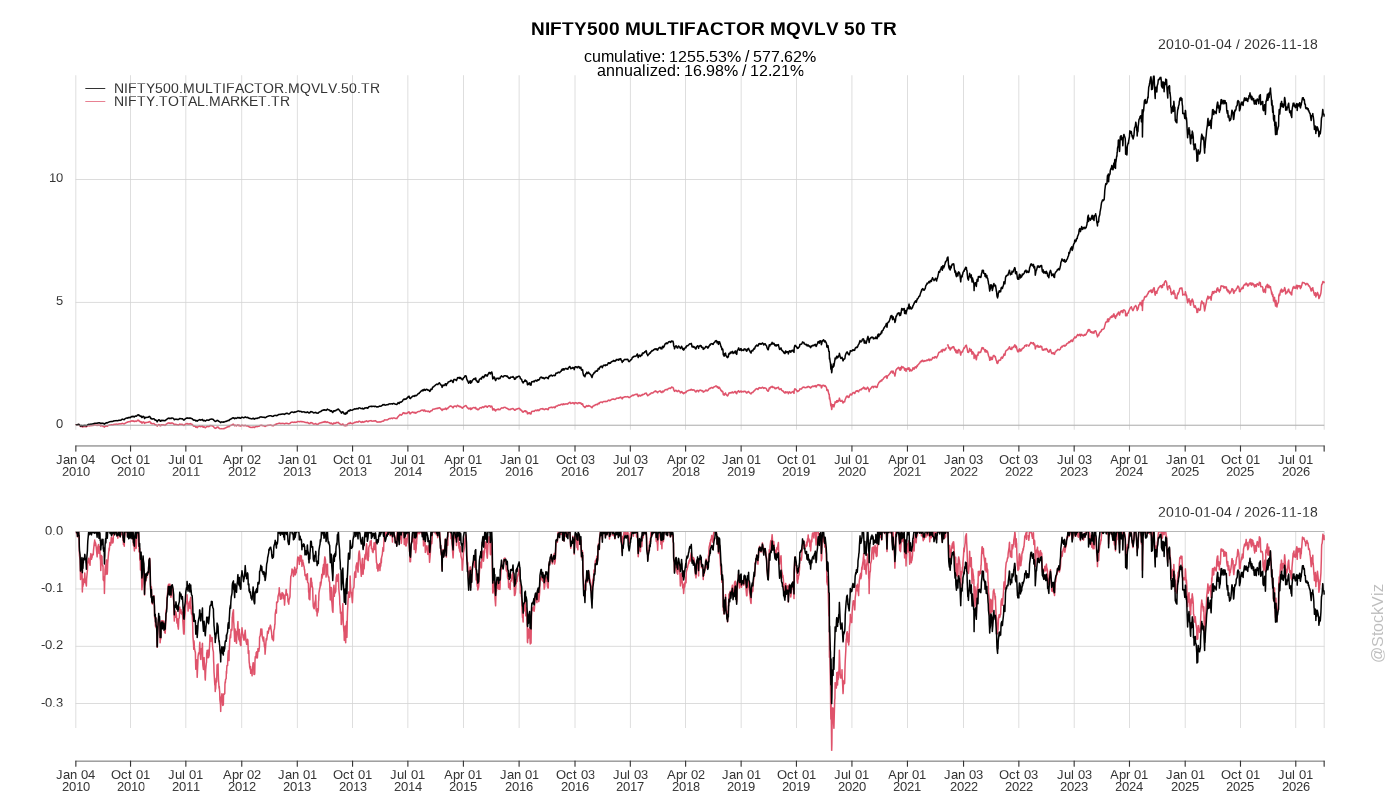 NIFTY500 MULTIFACTOR MQVLV 50 TR
2010-01-04 / 2026-11-18
cumulative: 1255.53% / 577.62%
annualized: 16.98% / 12.21%
NIFTY500.MULTIFACTOR.MQVLV.50.TR
NIFTY.TOTAL.MARKET.TR
10
5
0
Jan 04 Oct 01 Jul 01 Apr 02 Jan 01 Oct 01 Jul 01 Apr 01 Jan 01 Oct 03 Jul 03 Apr 02 Jan 01 Oct 01 Jul 01 Apr 01 Jan 03 Oct 03 Jul 03 Apr 01 Jan 01 Oct 01 Jul 01
2010 2010 2011 2012 2013 2013 2014 2015 2016 2016 2017 2018 2019 2019 2020 2021 2022 2022 2023 2024 2025 2025 2026
2010-01-04 / 2026-11-18
0.0
-0.1
-0.2
-0.3
Jan 04 Oct 01 Jul 01 Apr 02 Jan 01 Oct 01 Jul 01 Apr 01 Jan 01 Oct 03 Jul 03 Apr 02 Jan 01 Oct 01 Jul 01 Apr 01 Jan 03 Oct 03 Jul 03 Apr 01 Jan 01 Oct 01 Jul 01
2010 2010 2011 2012 2013 2013 2014 2015 2016 2016 2017 2018 2019 2019 2020 2021 2022 2022 2023 2024 2025 2025 2026
@StockViz